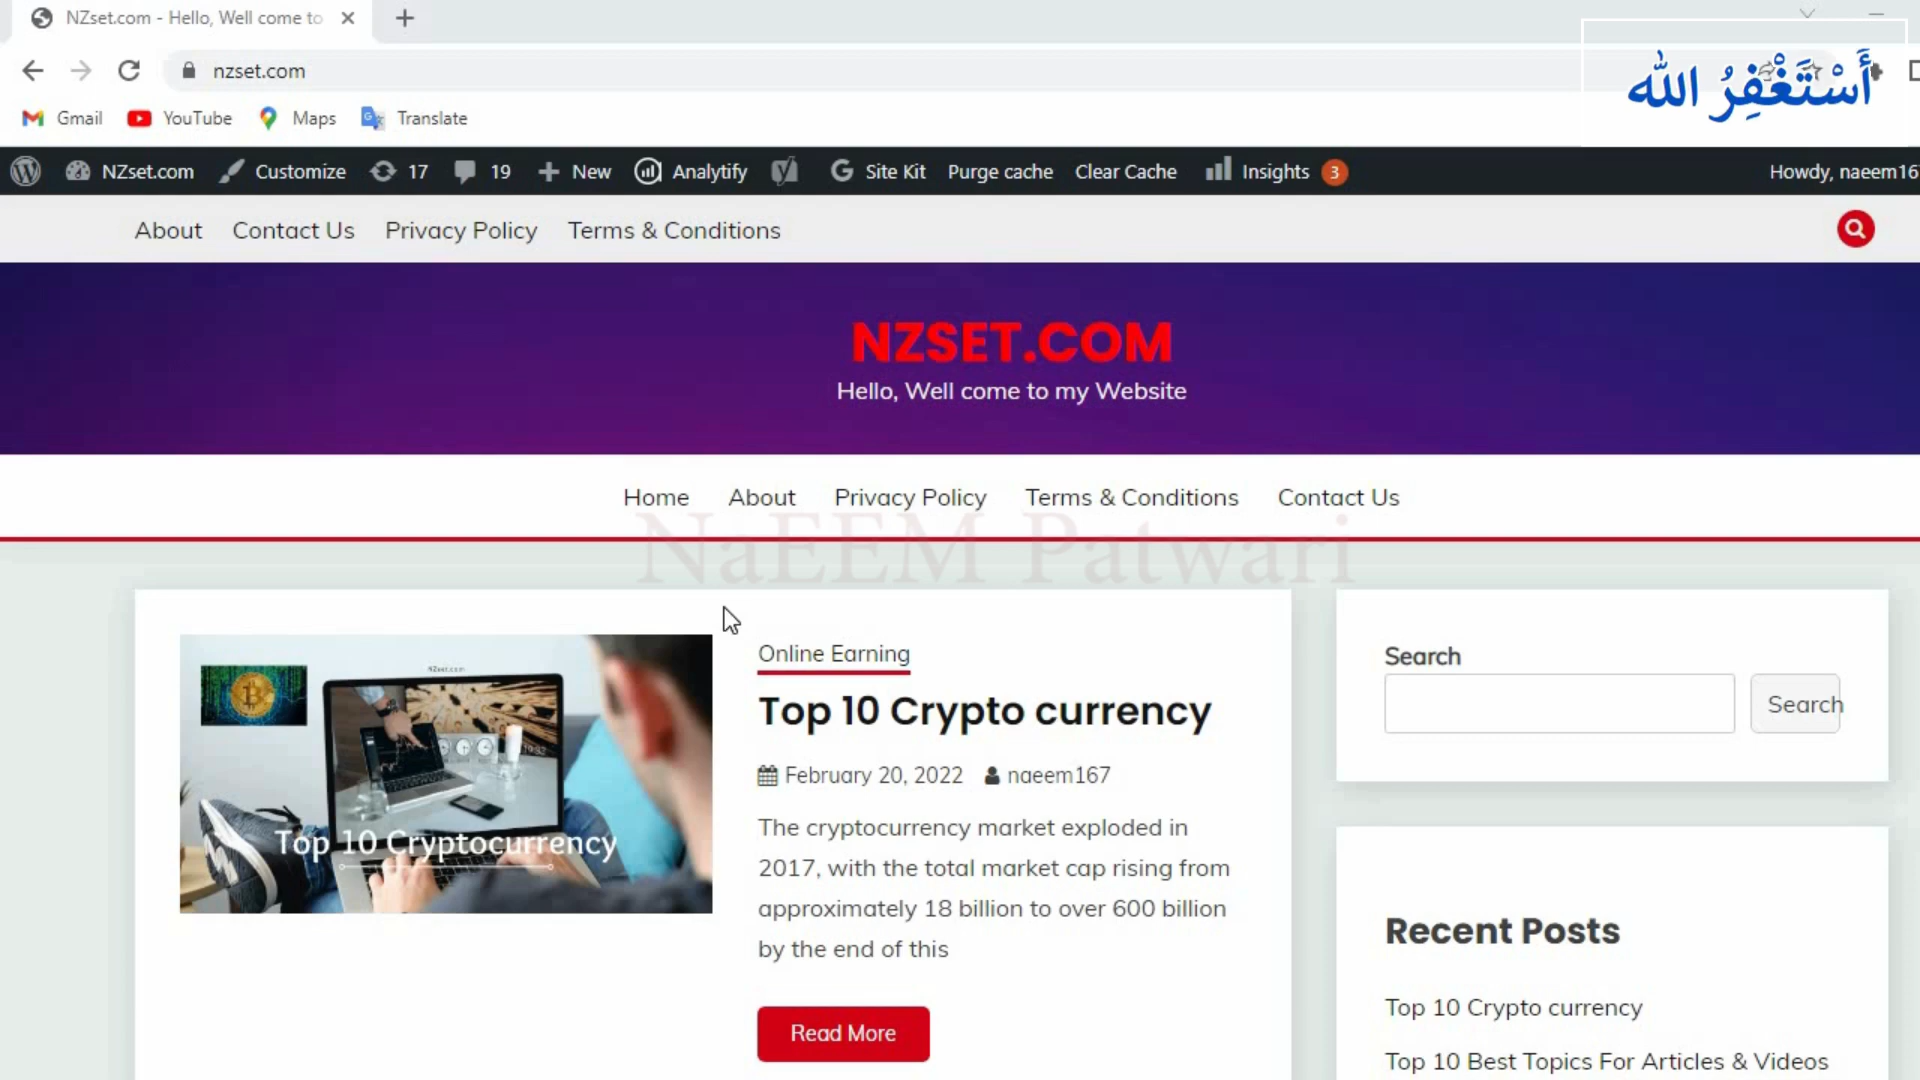 NZset.com - Hello, Well come to
nzset.com
أَسْتَغْفِرُ الله
Gmail YouTube Maps Translate
NZset.com Customize 17 19 New Analytify Site Kit Purge cache Clear Cache Insights 3 Howdy, naeem16
About Contact Us Privacy Policy Terms & Conditions
NZSET.COM
Hello, Well come to my Website
Home About Privacy Policy Terms & Conditions Contact Us
NaEEM Patwari
NZset.com
19:32
Top 10 Cryptocurrency
Online Earning
Top 10 Crypto currency
February 20, 2022 naeem167
The cryptocurrency market exploded in
2017, with the total market cap rising from
approximately 18 billion to over 600 billion
by the end of this
Read More
Search
Search
Recent Posts
Top 10 Crypto currency
Top 10 Best Topics For Articles & Videos